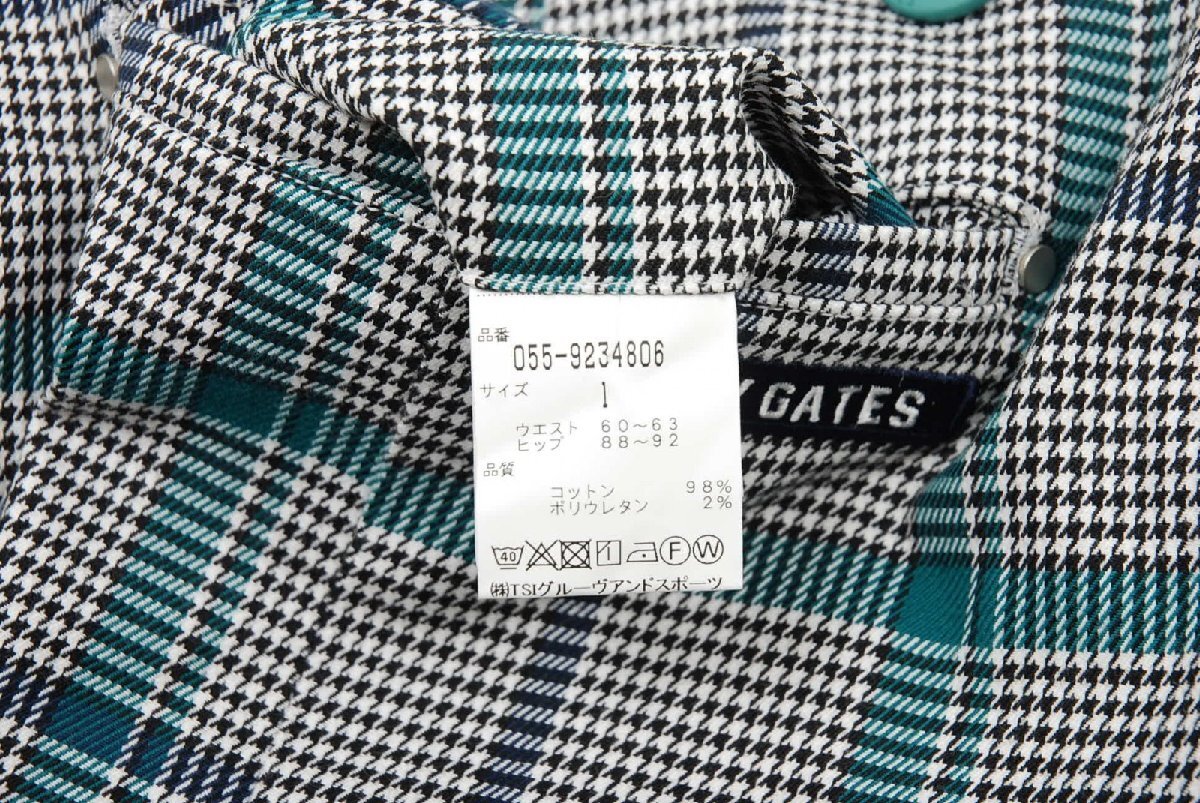 品番
055-9234806
サイズ 1
ウエスト 60~63
ヒップ 88~92
品質
コットン 98%
ポリウレタン 2%
40 F W
㈱TSIグルーヴアンドスポーツ
Y GATES